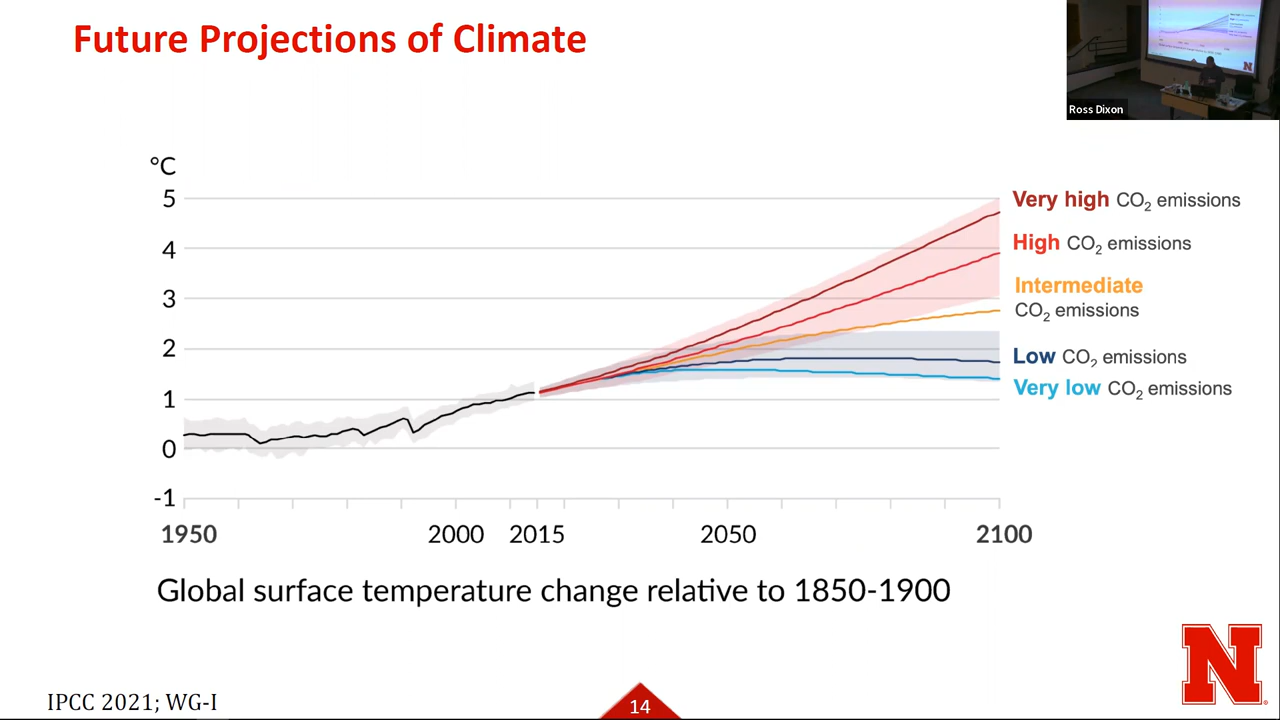 Future Projections of Climate
Ross Dixon
°C
5
4
3
2
1
0
-1
1950 2000 2015 2050 2100
Very high CO₂ emissions
High CO₂ emissions
Intermediate
CO₂ emissions
Low CO₂ emissions
Very low CO₂ emissions
Global surface temperature change relative to 1850-1900
N
IPCC 2021; WG-I
14